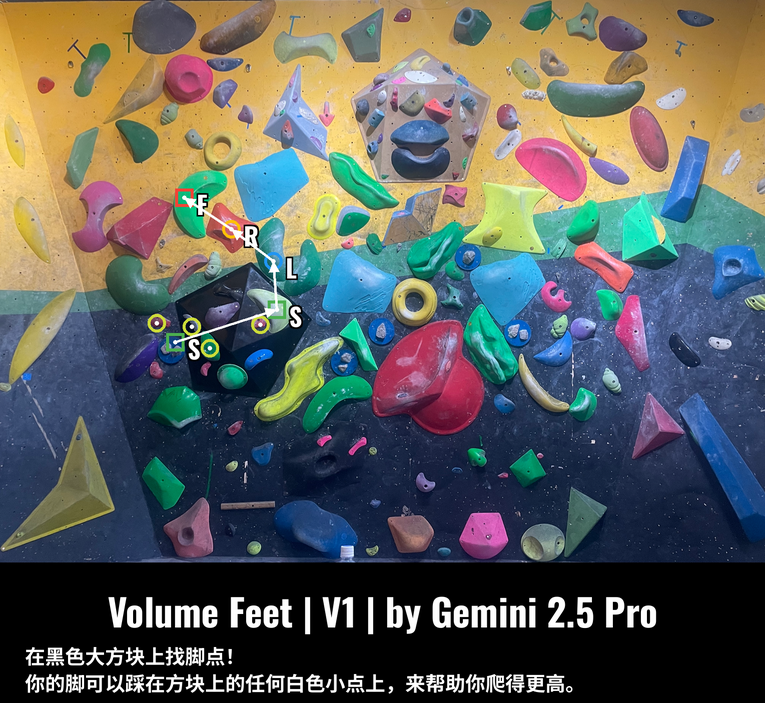 F
R
L
S
S
Volume Feet | V1 | by Gemini 2.5 Pro
在黑色大方块上找脚点！
你的脚可以踩在方块上的任何白色小点上，来帮助你爬得更高。